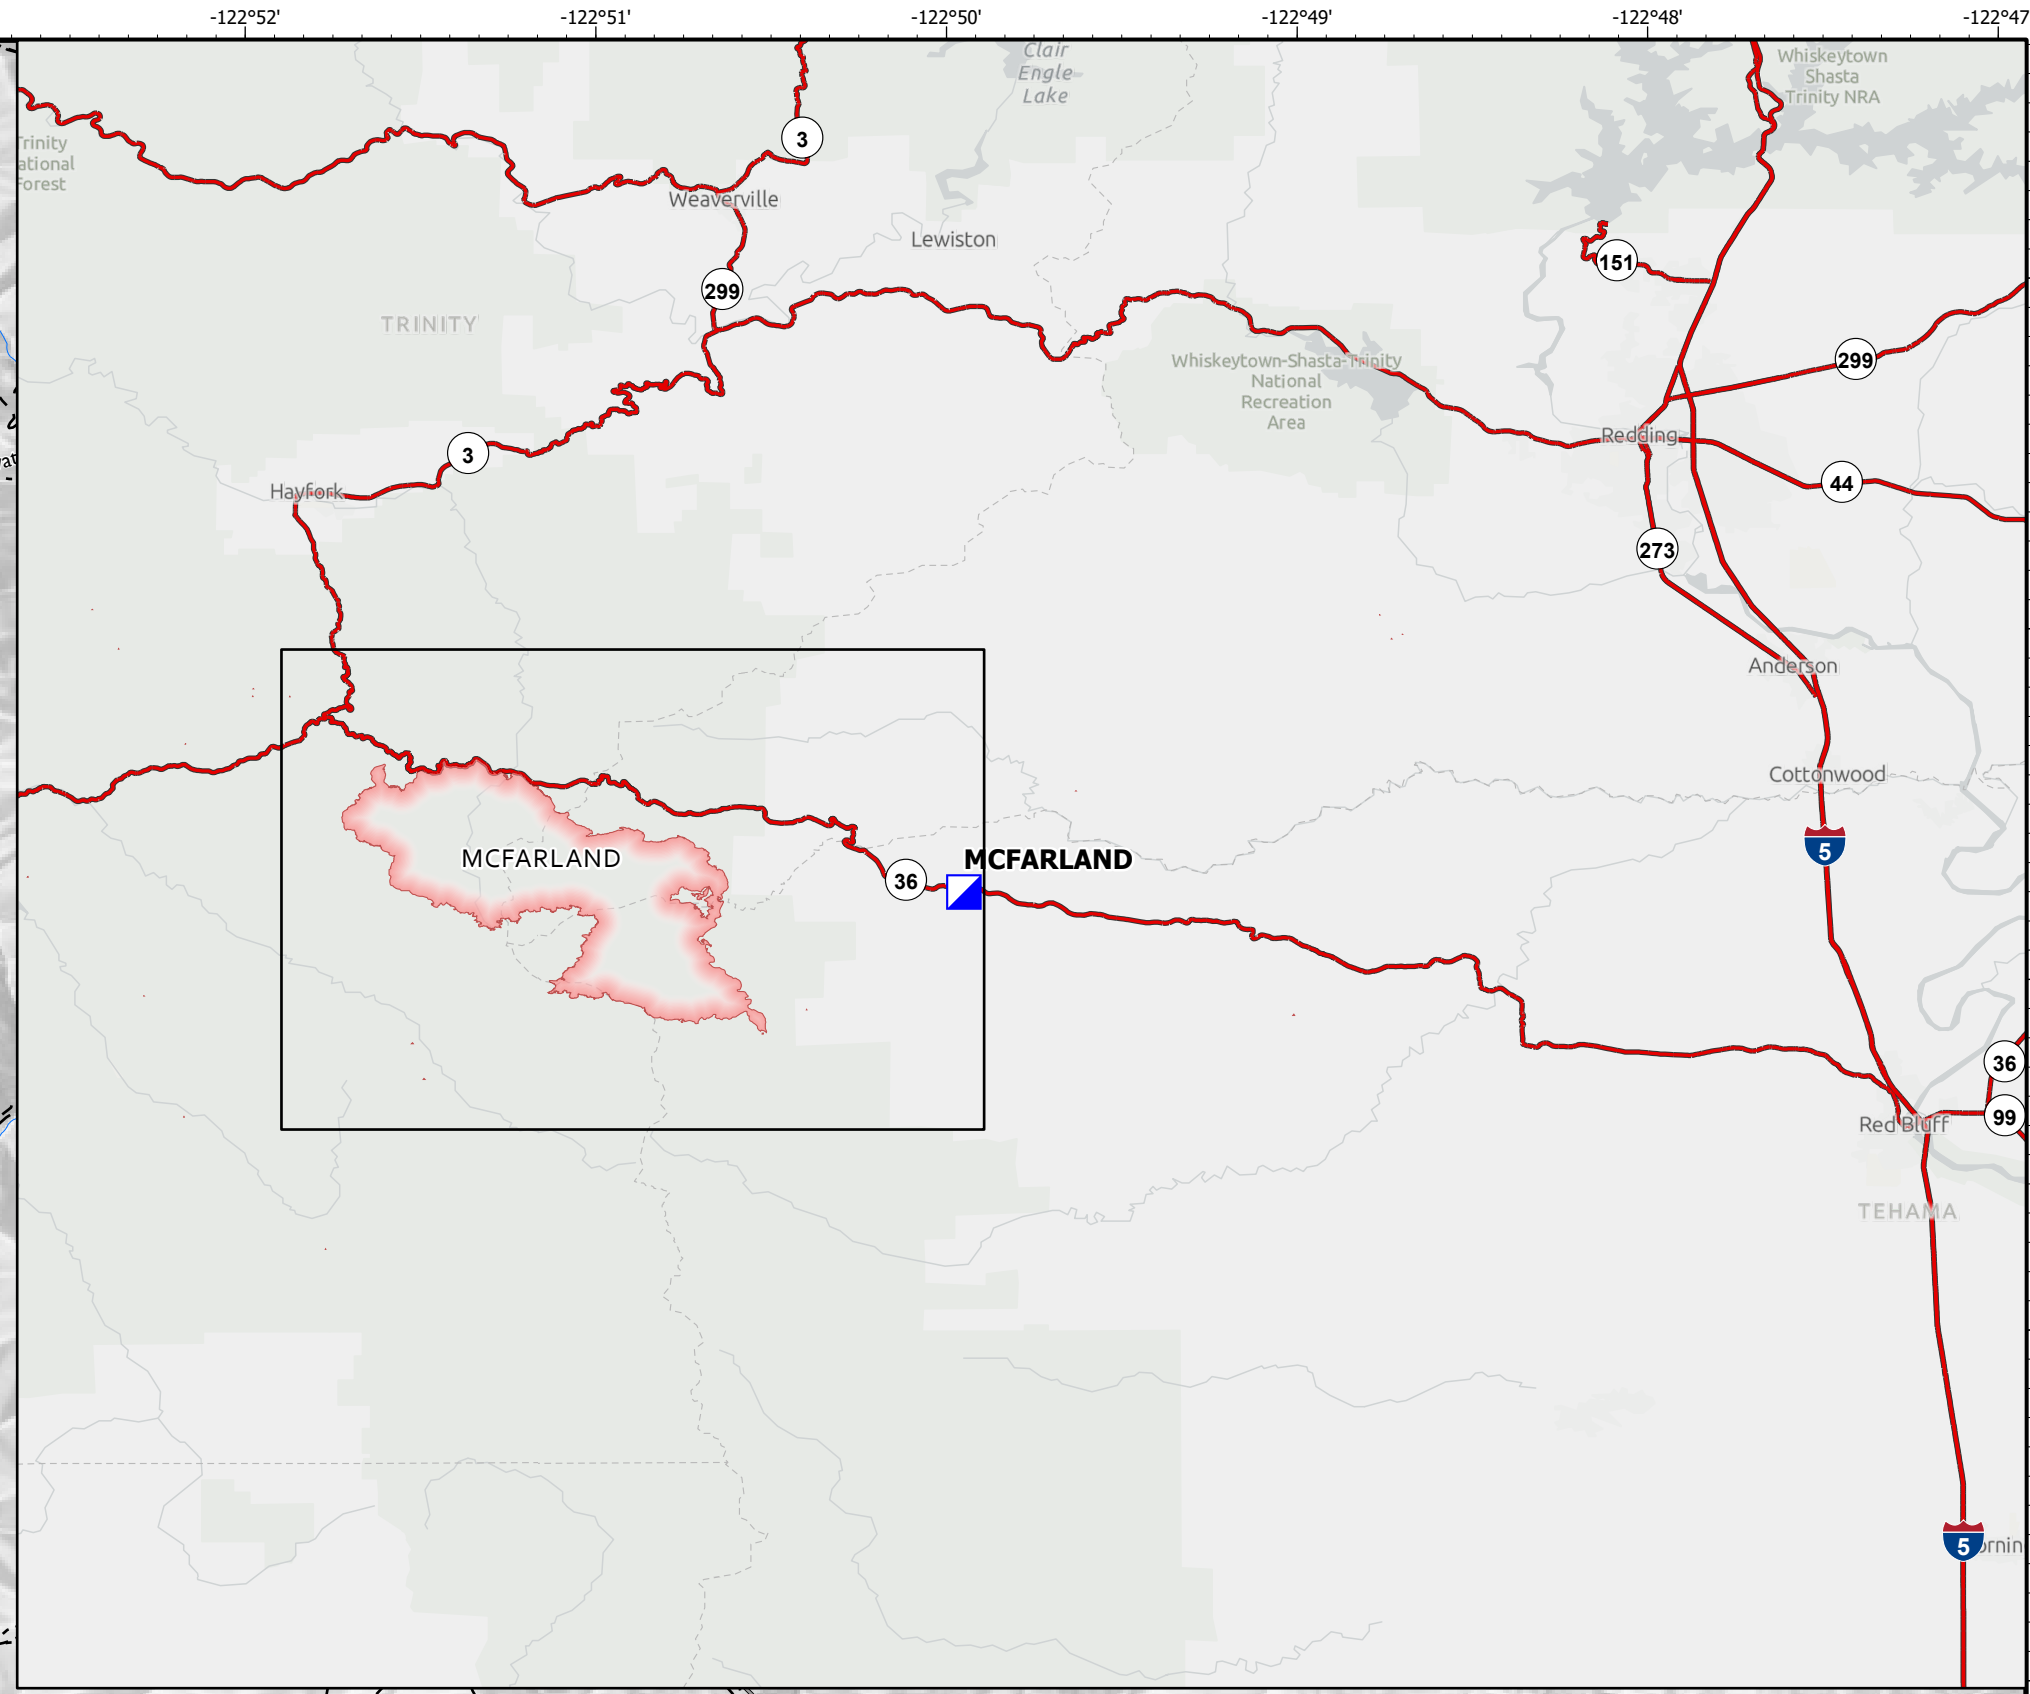 -122°52'
-122°51'
-122°50'
-122°49'
-122°48'
-122°47
Clair
Engle
Lake
Whiskeytown
Shasta
Trinity NRA
3
Trinity
ational
Forest
Weaverville
Lewiston
151
299
TRINITY
299
Whiskeytown-Shasta-Trinity
National
Recreation
Area
Redding
3
44
Hayfork
273
Anderson
Cottonwood
5
MCFARLAND
MCFARLAND
36
36
99
Red Bluff
TEHAMA
5
ornin